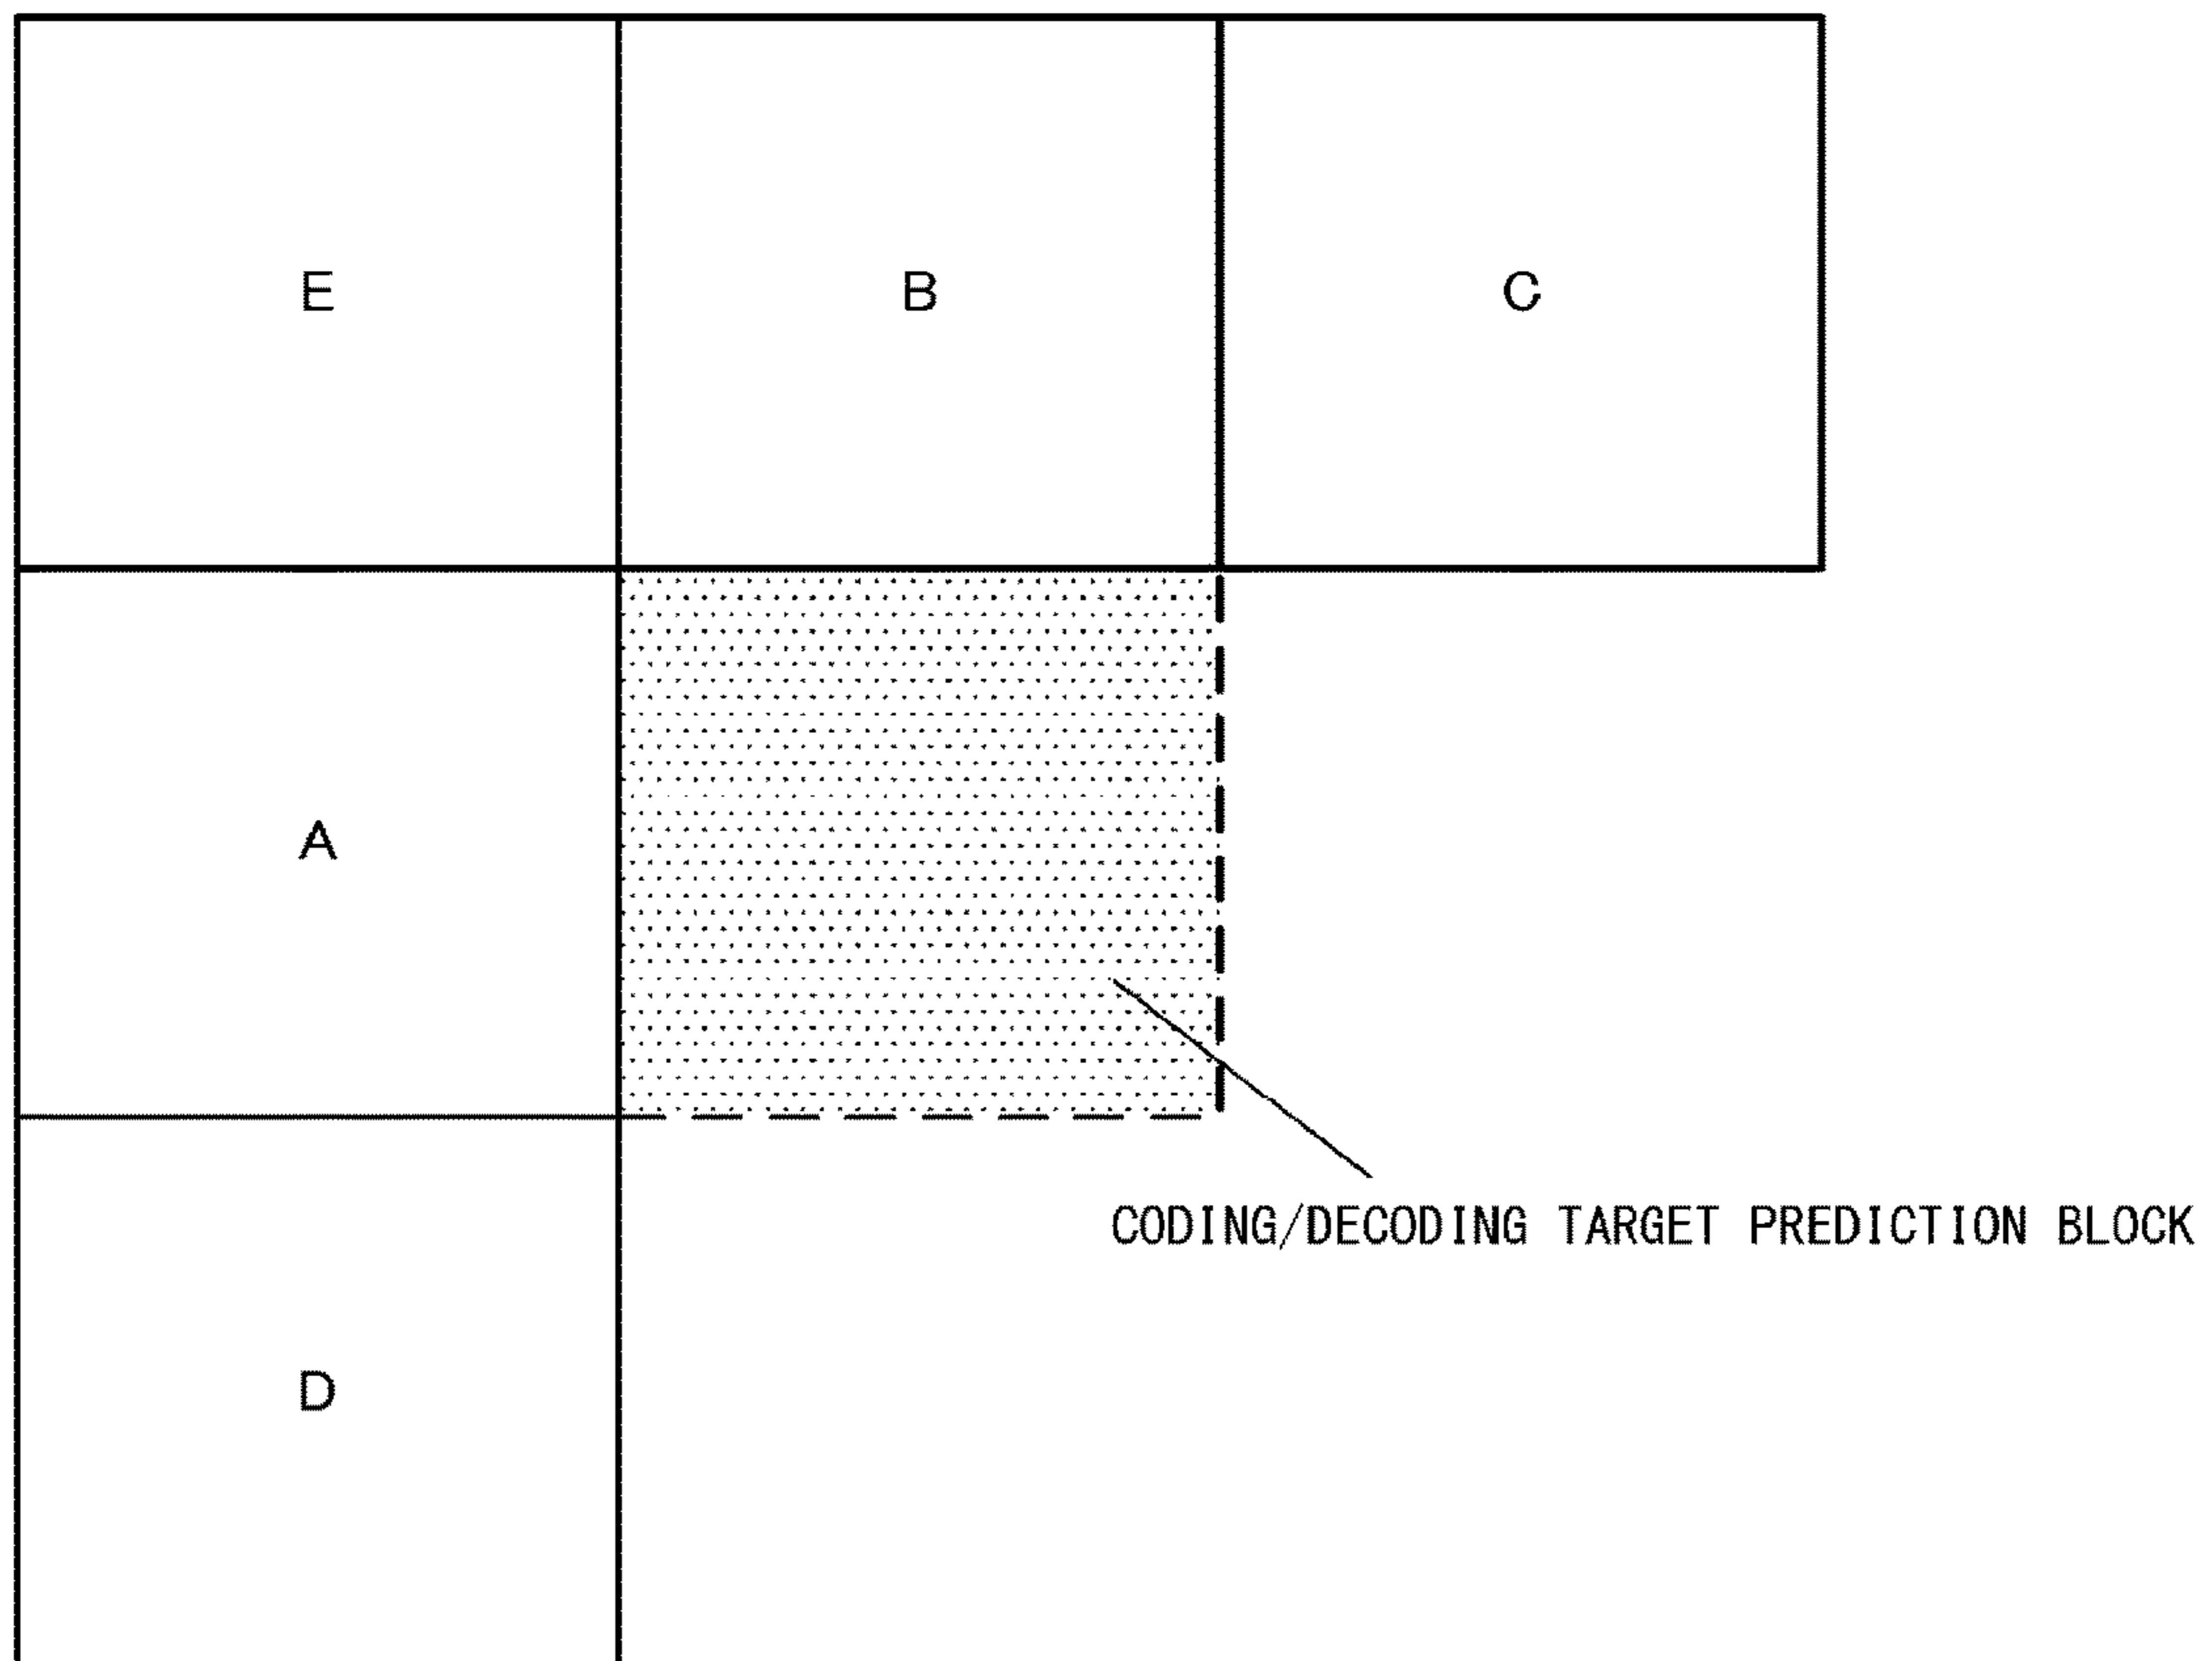 E B C
A
CODING/DECODING TARGET PREDICTION BLOCK
D